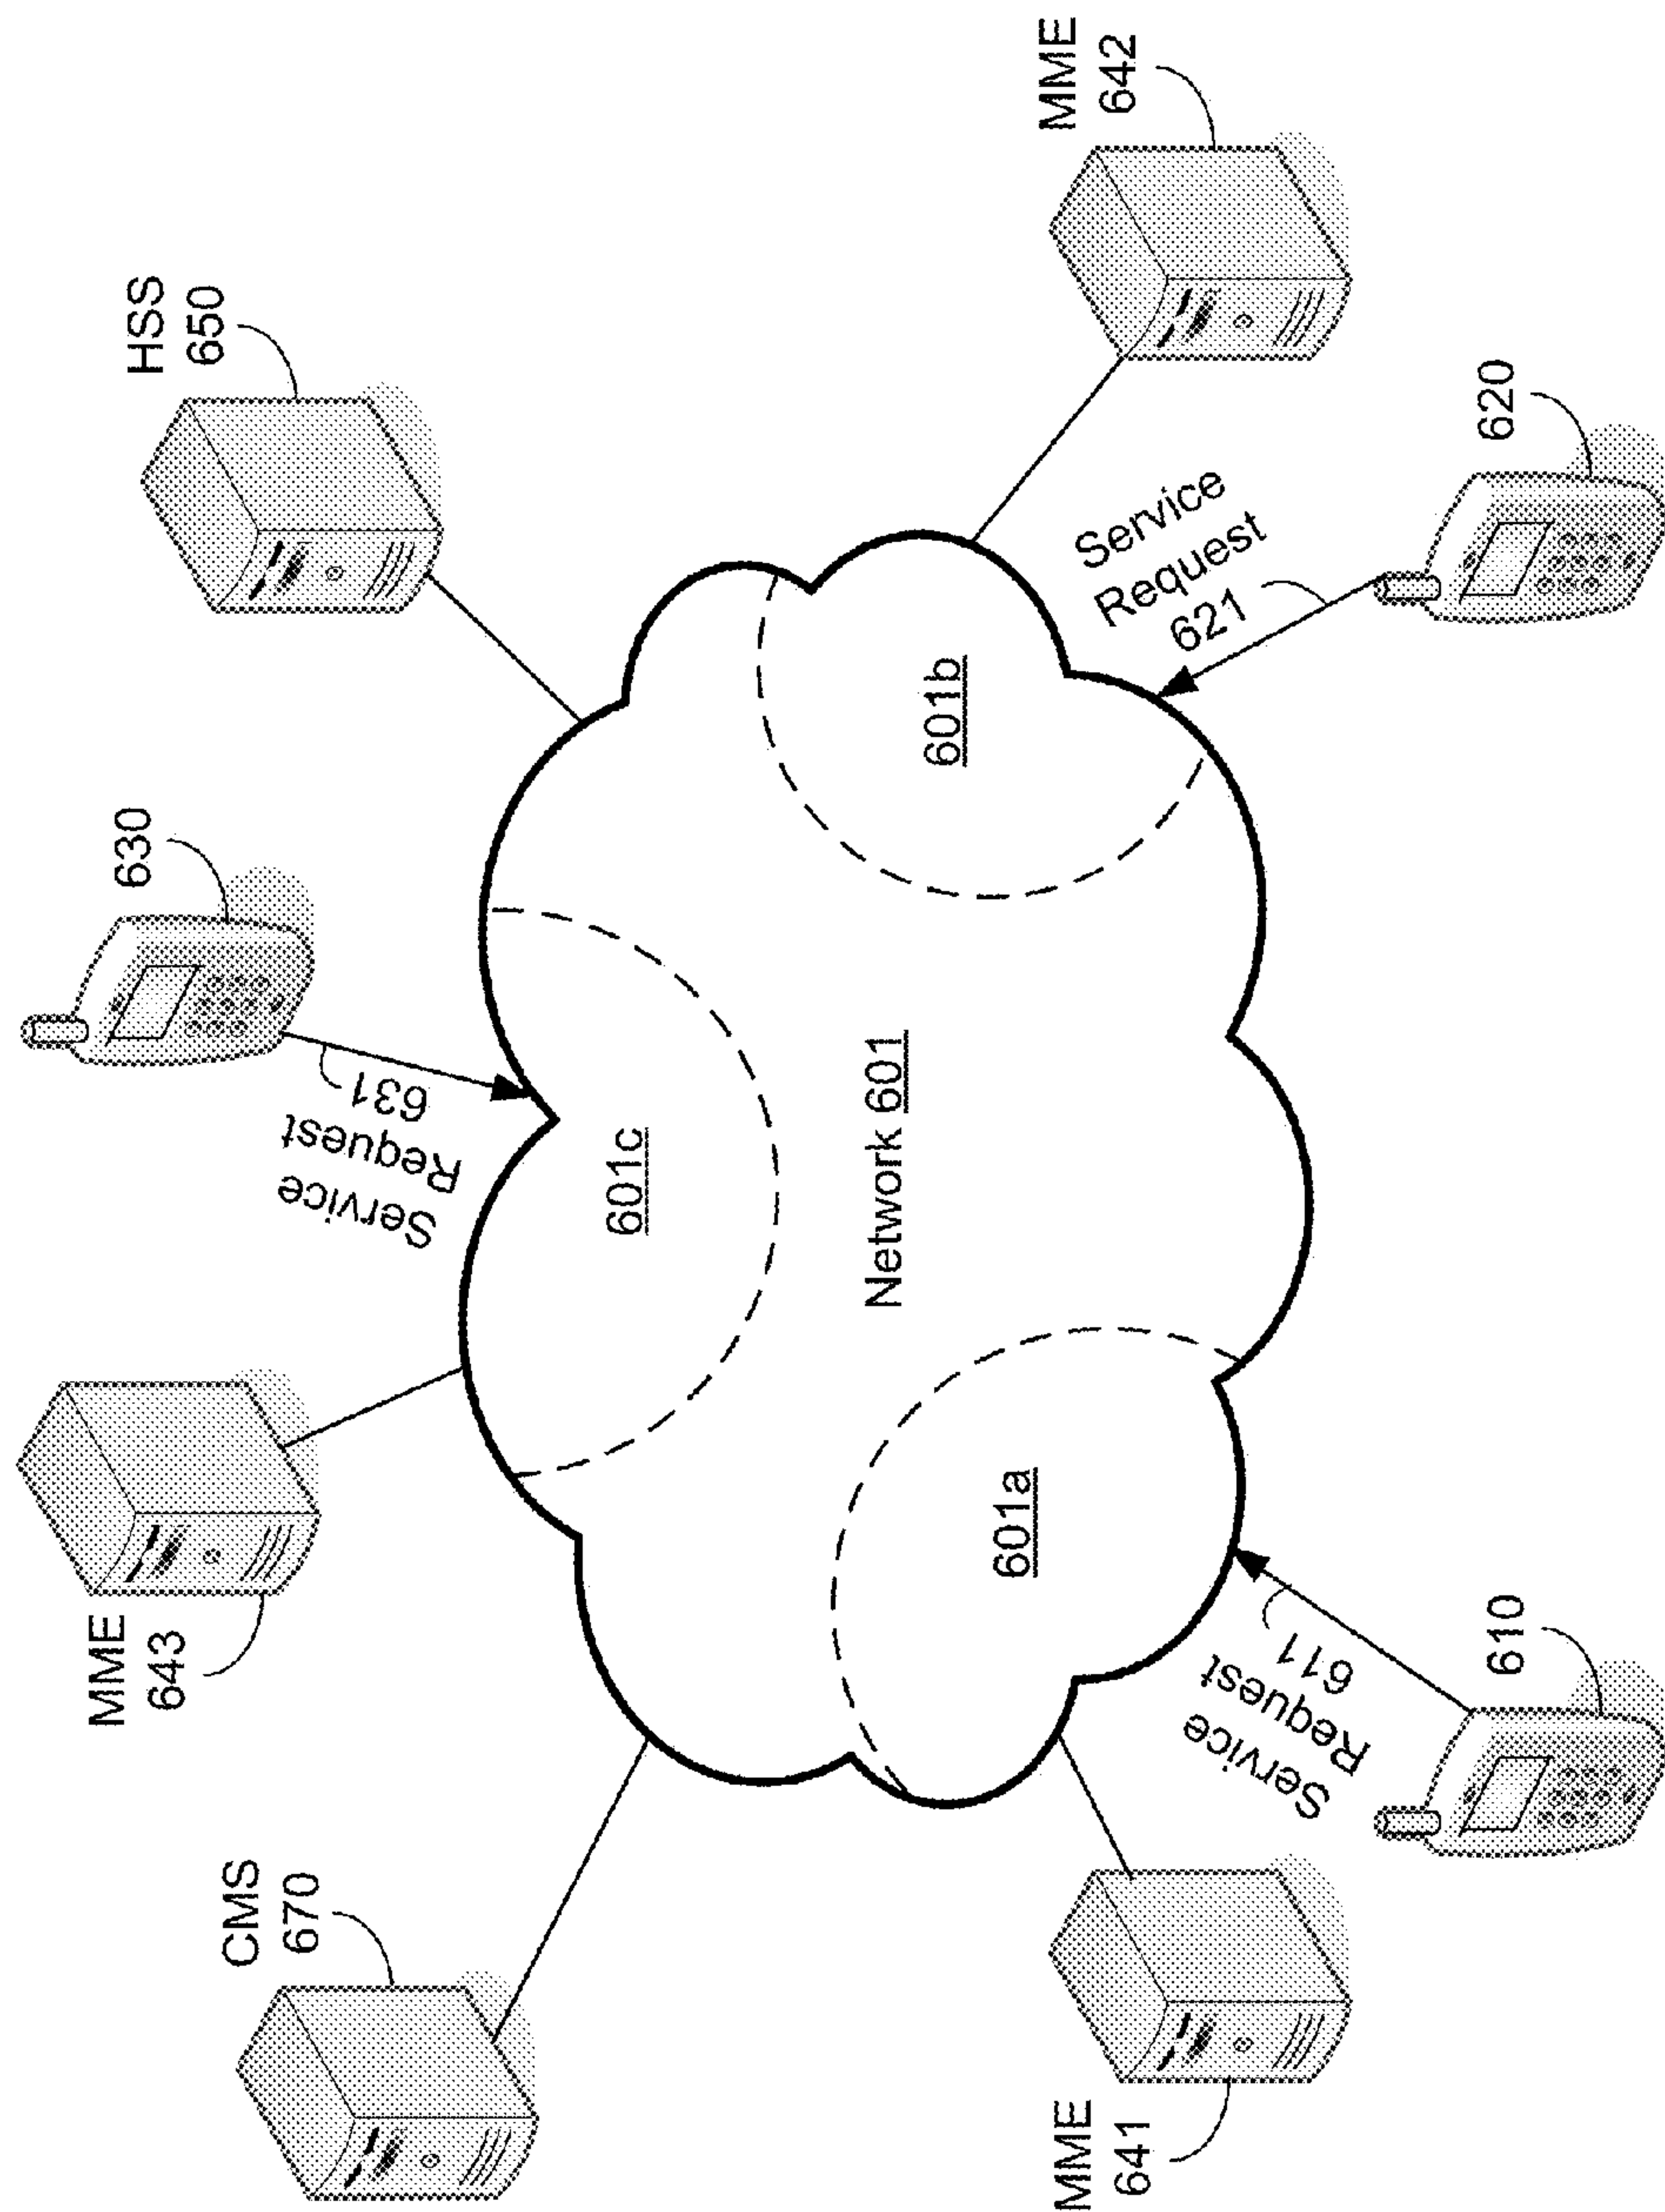 CMS
670
MME
643
630
HSS
650
Service
Request
631
601c
Network 601
601a
601b
MME
641
Service
Request
611
610
Service
Request
621
620
MME
642